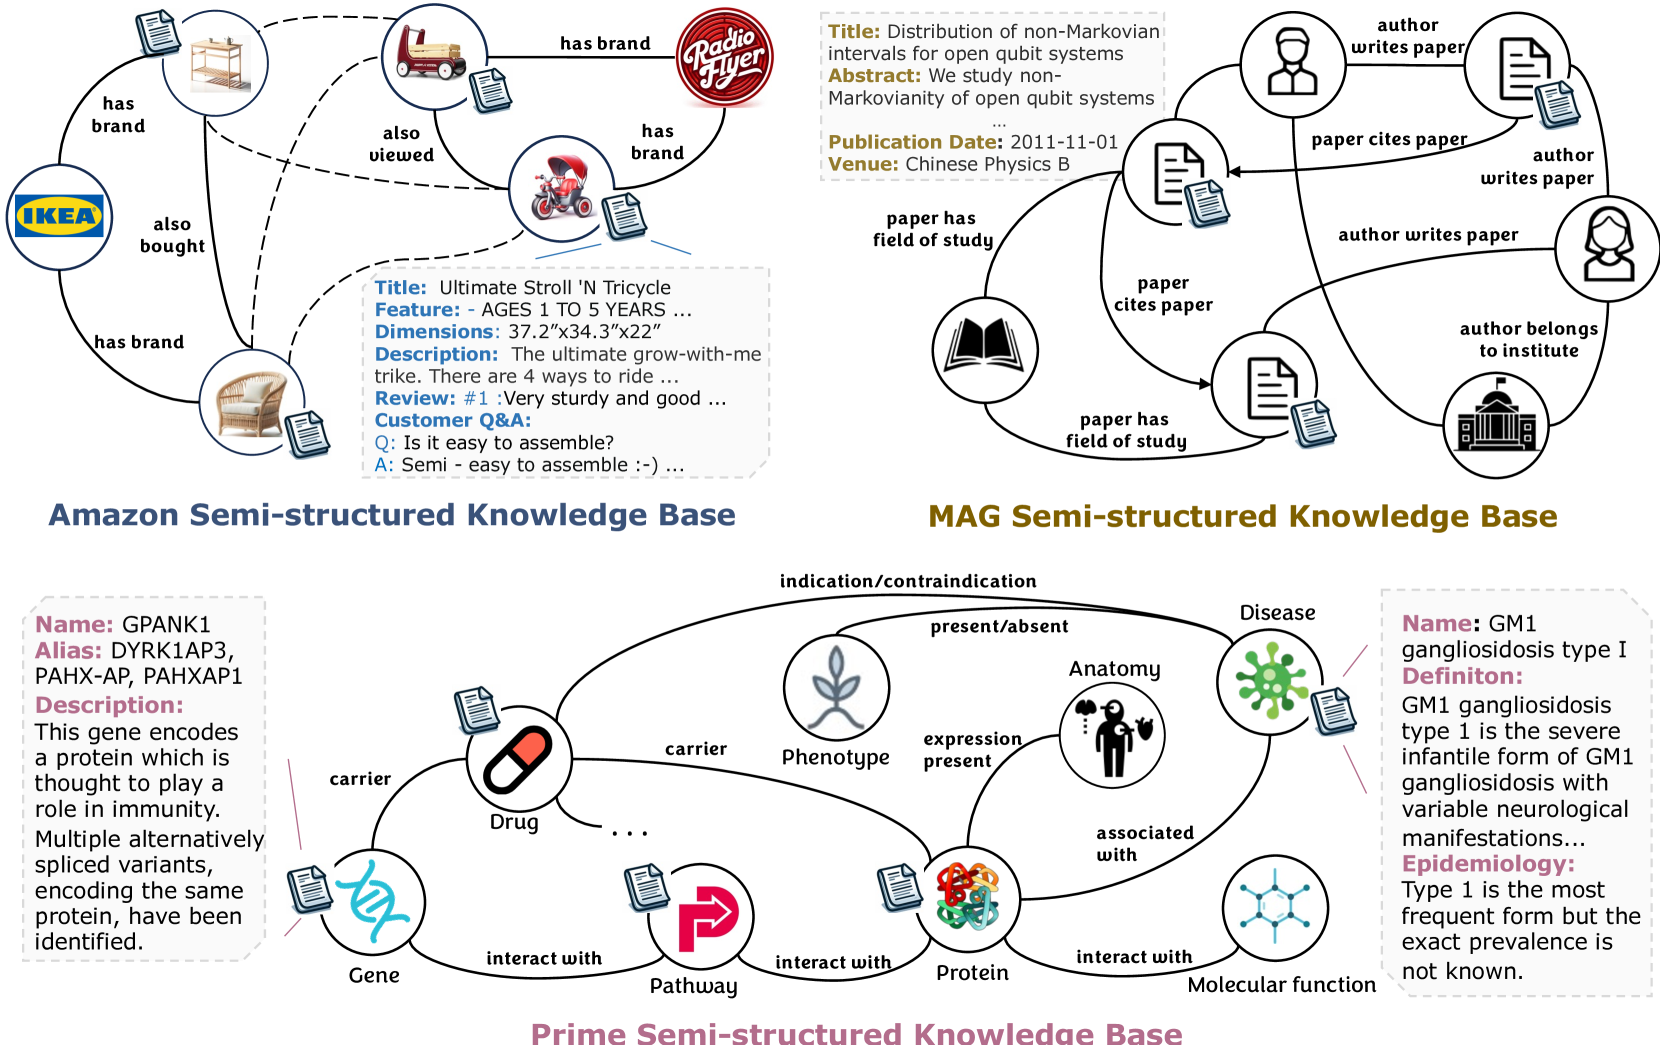 has brand
Radio
Flyer
has
brand
also
viewed
has
brand
IKEA
also
bought
has brand
Title: Ultimate Stroll 'N Tricycle
Feature: - AGES 1 TO 5 YEARS ...
Dimensions: 37.2”x34.3”x22”
Description: The ultimate grow-with-me
trike. There are 4 ways to ride ...
Review: #1 :Very sturdy and good ...
Customer Q&A:
Q: Is it easy to assemble?
A: Semi - easy to assemble :-) ...
Amazon Semi-structured Knowledge Base
Title: Distribution of non-Markovian
intervals for open qubit systems
Abstract: We study non-
Markovianity of open qubit systems
...
Publication Date: 2011-11-01
Venue: Chinese Physics B
author
writes paper
paper cites paper
author
writes paper
paper has
field of study
author writes paper
paper
cites paper
author belongs
to institute
paper has
field of study
MAG Semi-structured Knowledge Base
Name: GPANK1
Alias: DYRK1AP3,
PAHX-AP, PAHXAP1
Description:
This gene encodes
a protein which is
thought to play a
role in immunity.
Multiple alternatively
spliced variants,
encoding the same
protein, have been
identified.
indication/contraindication
present/absent
Disease
Anatomy
Phenotype
expression
present
carrier
carrier
Drug
...
associated
with
interact with
interact with
interact with
Gene
Pathway
Protein
Molecular function
Name: GM1
gangliosidosis type I
Definiton:
GM1 gangliosidosis
type 1 is the severe
infantile form of GM1
gangliosidosis with
variable neurological
manifestations...
Epidemiology:
Type 1 is the most
frequent form but the
exact prevalence is
not known.
Prime Semi-structured Knowledge Base